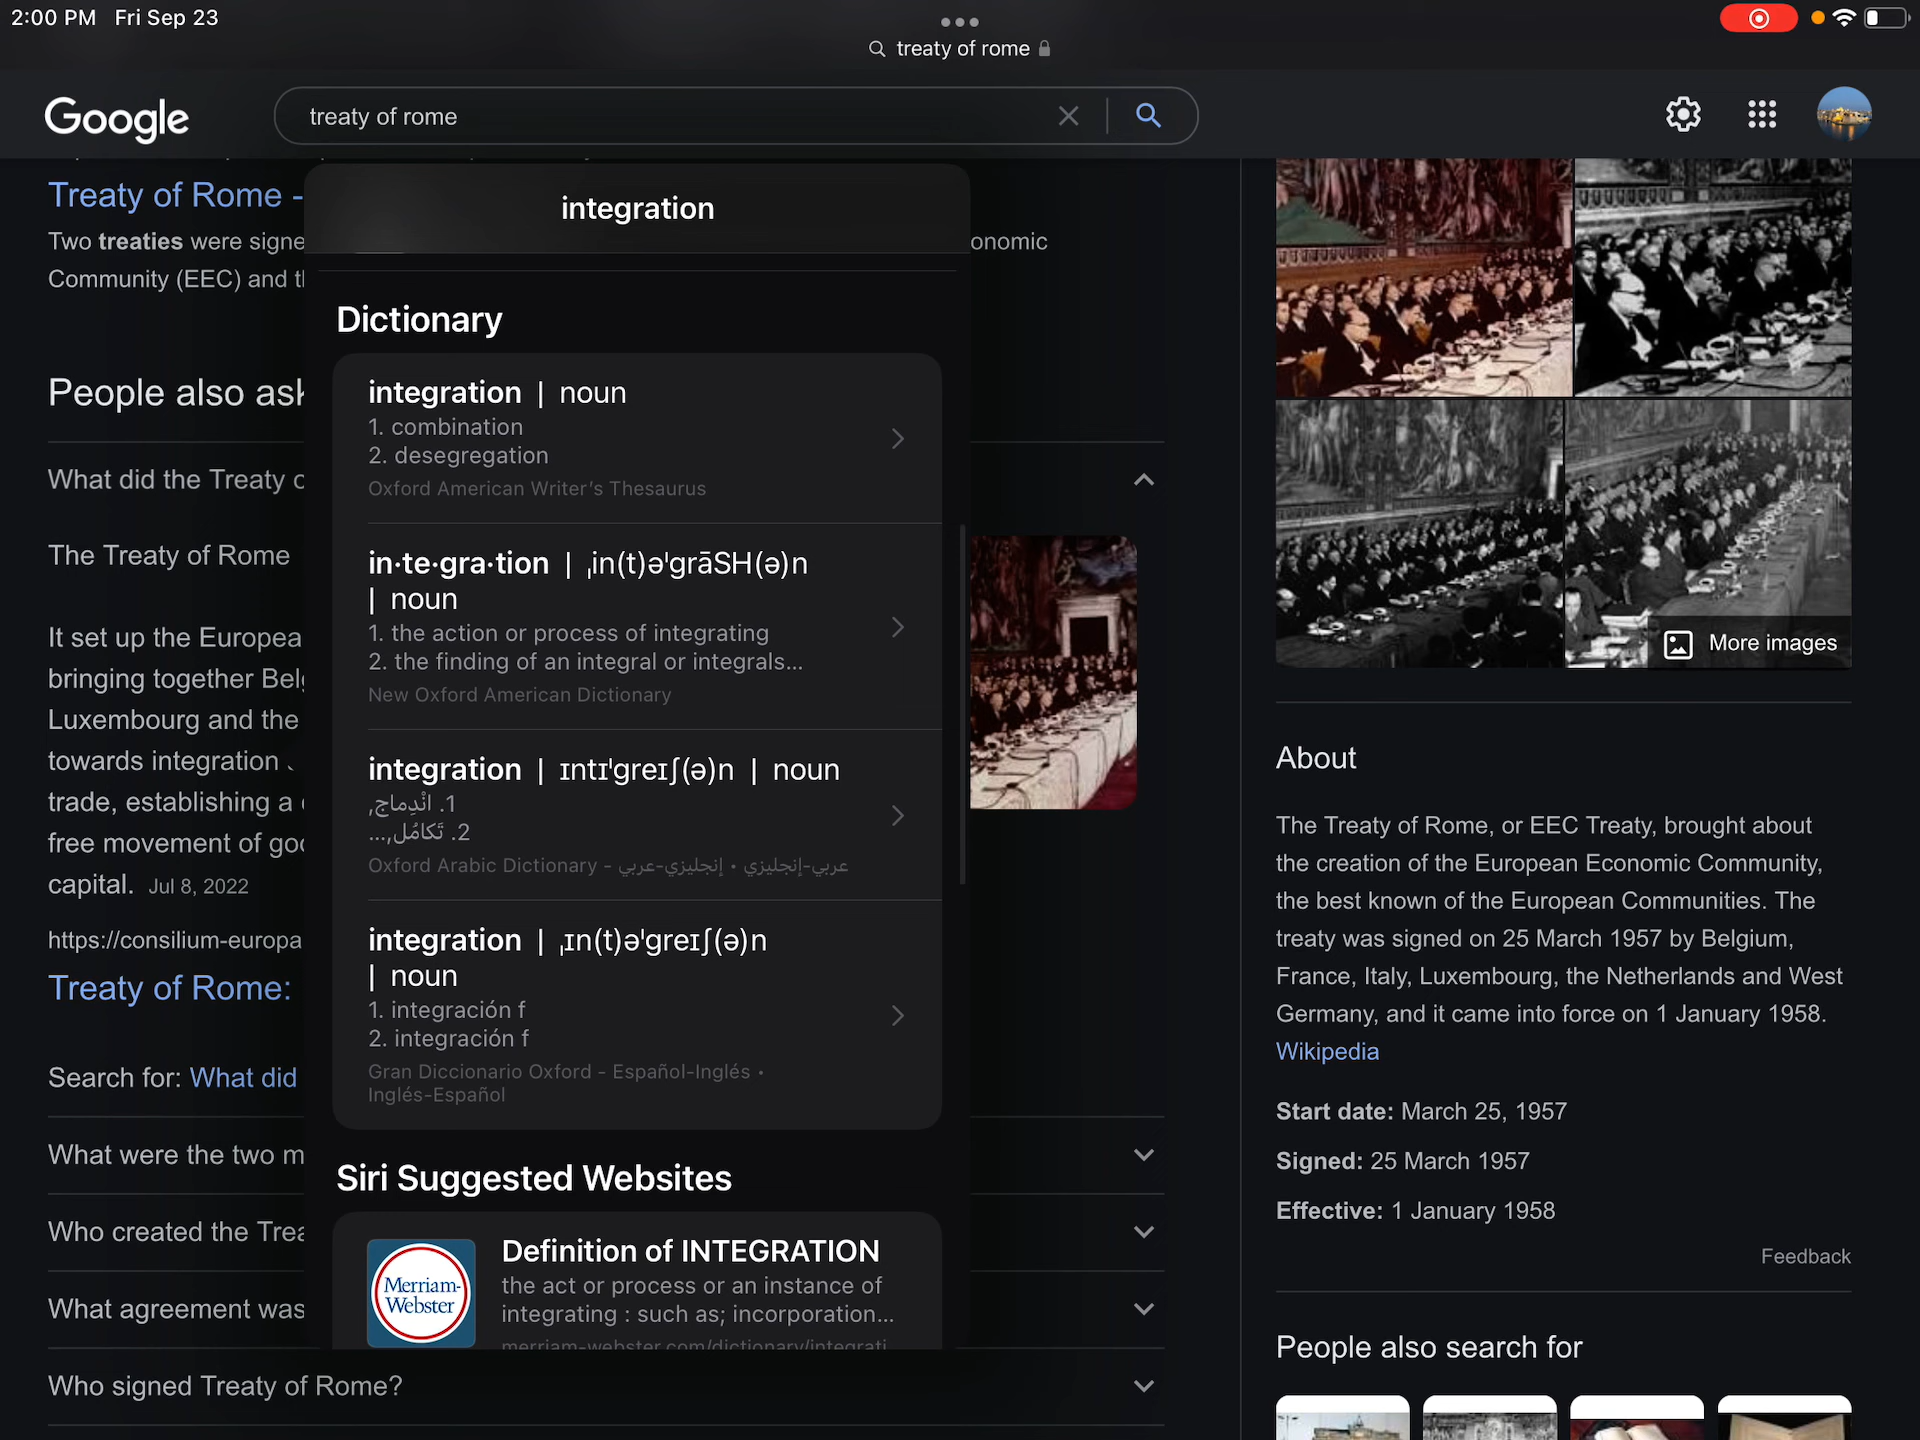 2:00 PM Fri Sep 23
treaty of rome
Google
treaty of rome
Treaty of Rome -
Two treaties were signe
onomic
Community (EEC) and t
People also ask
What did the Treaty o
The Treaty of Rome
It set up the Europea
bringing together Bel
Luxembourg and the
towards integration
trade, establishing a
free movement of goo
capital. Jul 8, 2022
https://consilium-europa
Treaty of Rome:
Search for: What did
What were the two m
Who created the Trea
What agreement was
Who signed Treaty of Rome?
integration
Dictionary
integration | noun
1. combination
2. desegregation
Oxford American Writer's Thesaurus
in·te·gra·tion | ˌin(t)əˈɡrāSH(ə)n
| noun
1. the action or process of integrating
2. the finding of an integral or integrals...
New Oxford American Dictionary
integration | ɪntɪˈɡreɪʃ(ə)n | noun
1. اِنْدِماج,
2. تَكامُل,...
Oxford Arabic Dictionary - عربي-إنجليزي • إنجليزي-عربي
integration | ˌɪn(t)əˈɡreɪʃ(ə)n
| noun
1. integración f
2. integración f
Gran Diccionario Oxford - Español-Inglés •
Inglés-Español
Siri Suggested Websites
Merriam-
Webster
Definition of INTEGRATION
the act or process or an instance of
integrating : such as; incorporation...
merriam-webster.com/dictionary/integrati
More images
About
The Treaty of Rome, or EEC Treaty, brought about
the creation of the European Economic Community,
the best known of the European Communities. The
treaty was signed on 25 March 1957 by Belgium,
France, Italy, Luxembourg, the Netherlands and West
Germany, and it came into force on 1 January 1958.
Wikipedia
Start date: March 25, 1957
Signed: 25 March 1957
Effective: 1 January 1958
Feedback
People also search for